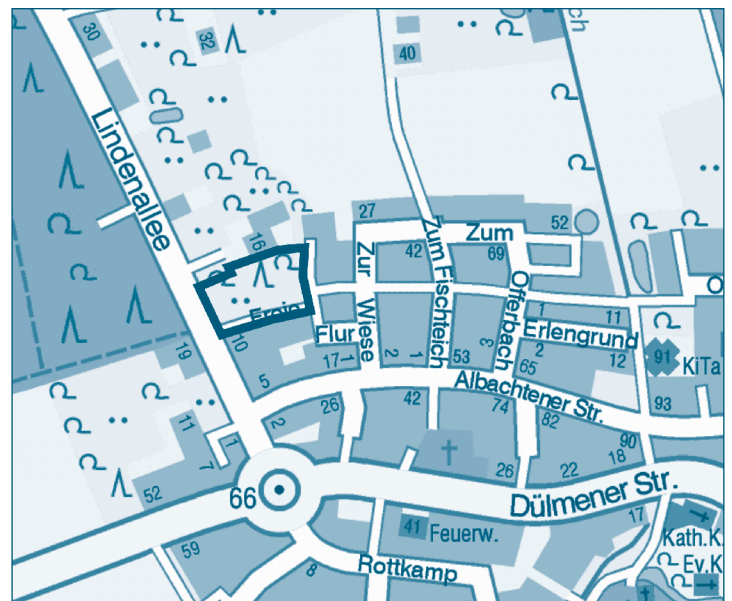 30
32
40
ch
Lindenallee
27
52
16
Zum
42
69
Zur Wiese
Zum Fischteich
Offerbach
Freie
Flur
1
11
O
Erlengrund
10
19
17
1
2
1
53
3
2
65
12
91
KiTa
5
Albachtener Str.
93
26
42
74
82
90
11
1
2
7
52
66
26
22
18
Dülmener Str.
17
59
41
Feuerw.
Kath.K.
Ev.K
8
Rottkamp